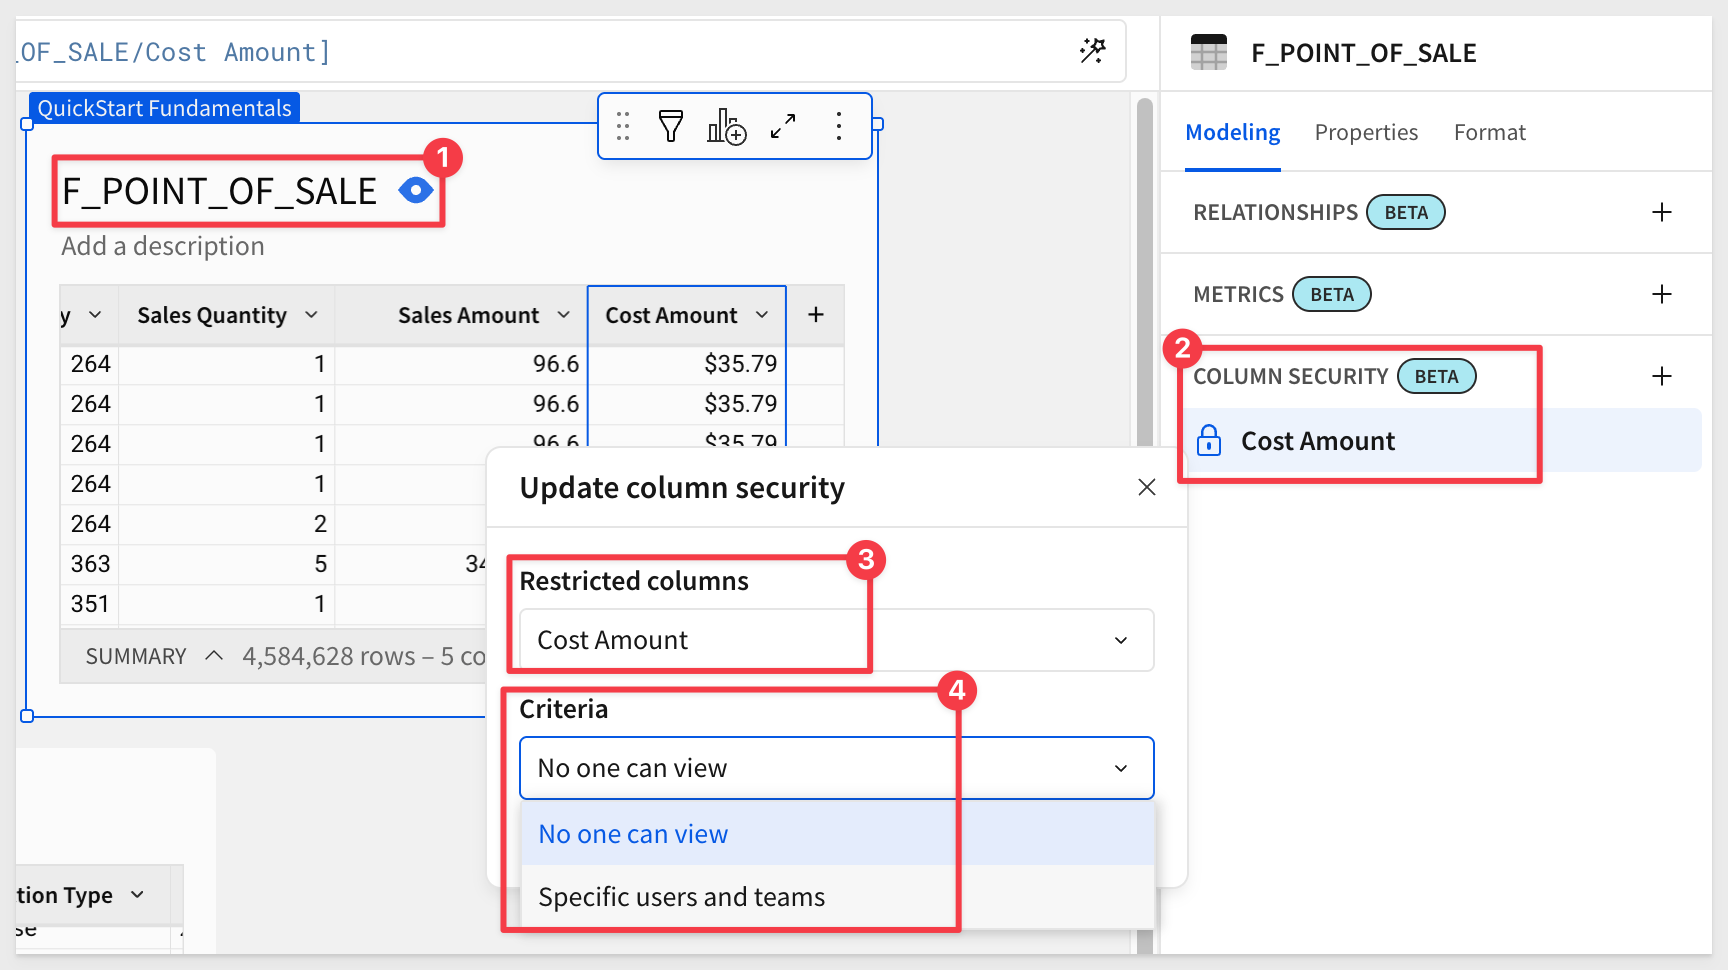 OF_SALE/Cost Amount]
F_POINT_OF_SALE
QuickStart Fundamentals
Modeling Properties Format
1
F_POINT_OF_SALE
Add a description
RELATIONSHIPS BETA
METRICS BETA
2
COLUMN SECURITY BETA
Cost Amount
y Sales Quantity Sales Amount Cost Amount
264 1 96.6 $35.79
264 1 96.6 $35.79
264 1 96.6 $35.79
264 1
264 2
363 5 34
351 1
SUMMARY 4,584,628 rows – 5 co
Update column security
3
Restricted columns
Cost Amount
4
Criteria
No one can view
No one can view
Specific users and teams
tion Type
se